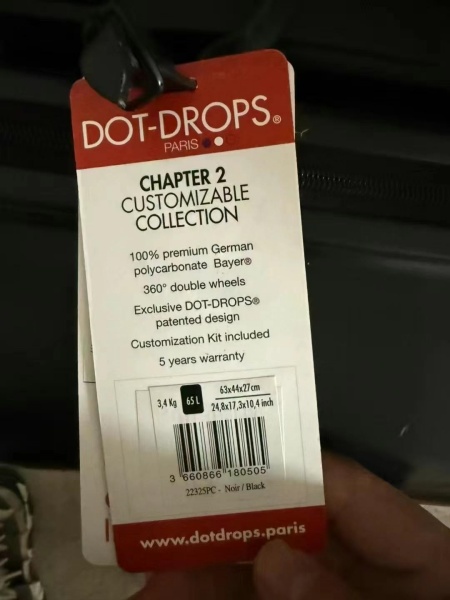 DOT-DROPS®
PARIS
CHAPTER 2
CUSTOMIZABLE
COLLECTION
100% premium German
polycarbonate Bayer®
360° double wheels
Exclusive DOT-DROPS®
patented design
Customization Kit included
5 years warranty
3,4 Kg 65 L 63x44x27cm
24,8x17,3x10,4 inch
3 660866 180505
22325PC - Noir / Black
www.dotdrops.paris